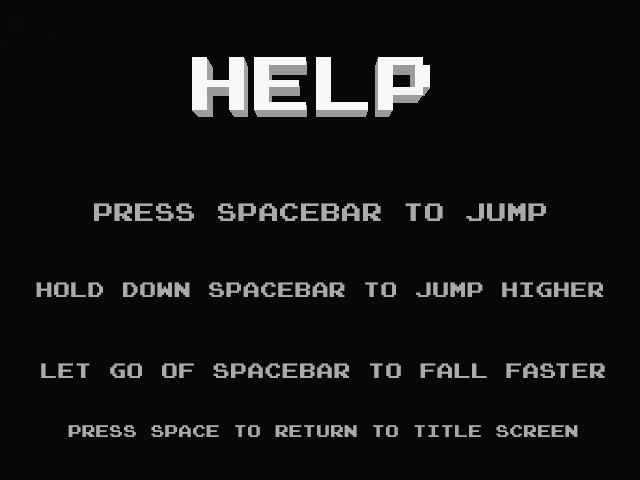 HELP
PRESS SPACEBAR TO JUMP
HOLD DOWN SPACEBAR TO JUMP HIGHER
LET GO OF SPACEBAR TO FALL FASTER
PRESS SPACE TO RETURN TO TITLE SCREEN